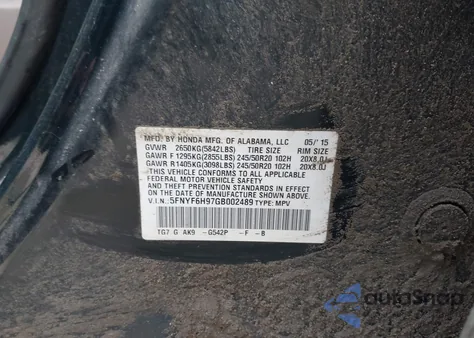 MFD. BY HONDA MFG. OF ALABAMA, LLC 05/'15
GVWR 2650KG(5842LBS) TIRE SIZE RIM SIZE
GAWR F 1295KG(2855LBS) 245/50R20 102H 20X8.0J
GAWR R 1405KG(3098LBS) 245/50R20 102H 20X8.0J
THIS VEHICLE CONFORMS TO ALL APPLICABLE
FEDERAL MOTOR VEHICLE SAFETY, BUMPER,
AND THEFT PREVENTION STANDARDS IN EFFECT
ON THE DATE OF MANUFACTURE SHOWN ABOVE.
V.I.N.: 5FNYF6H97GB002489 TYPE: MPV
TG7 G AK9 -G542P -F -B
autoSnap